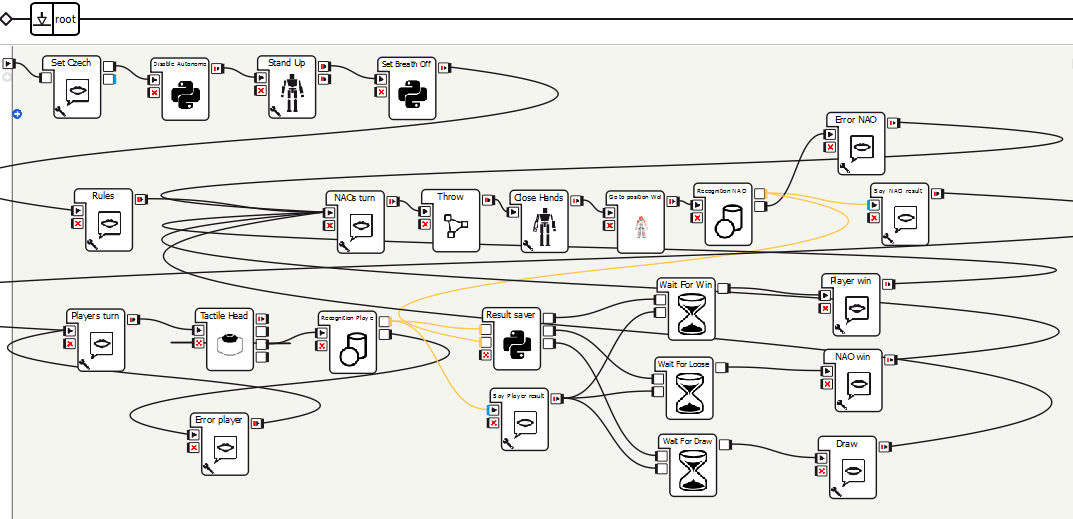 root
Set Czech
Disable Autonomo
Stand Up
Set Breath Off
Error NAO
Rules
NAOs turn
Throw
Close Hands
Go to position Wai
Recognition NAO
Say NAO result
Wait For Win
Player win
Players turn
Tactile Head
Recognition Playe
Result saver
NAO win
Wait For Loose
Say Player result
Error player
Wait For Draw
Draw